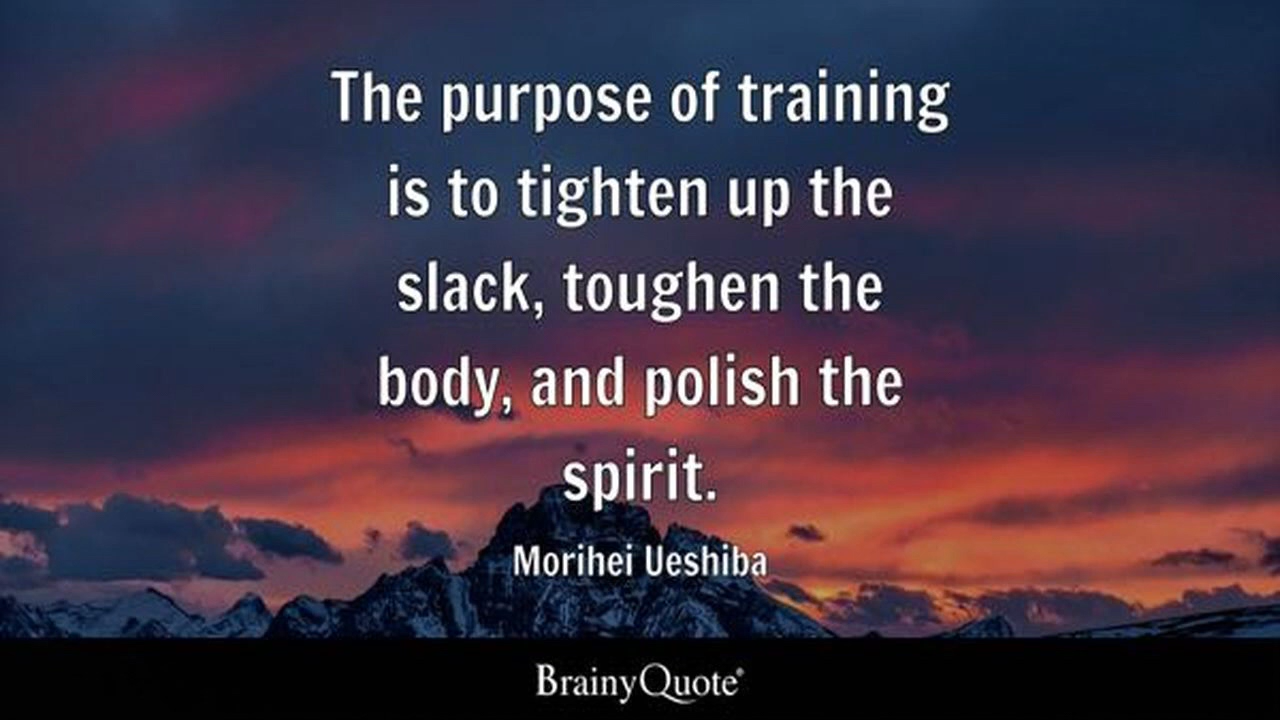 The purpose of training
is to tighten up the
slack, toughen the
body, and polish the
spirit.
Morihei Ueshiba
BrainyQuote®